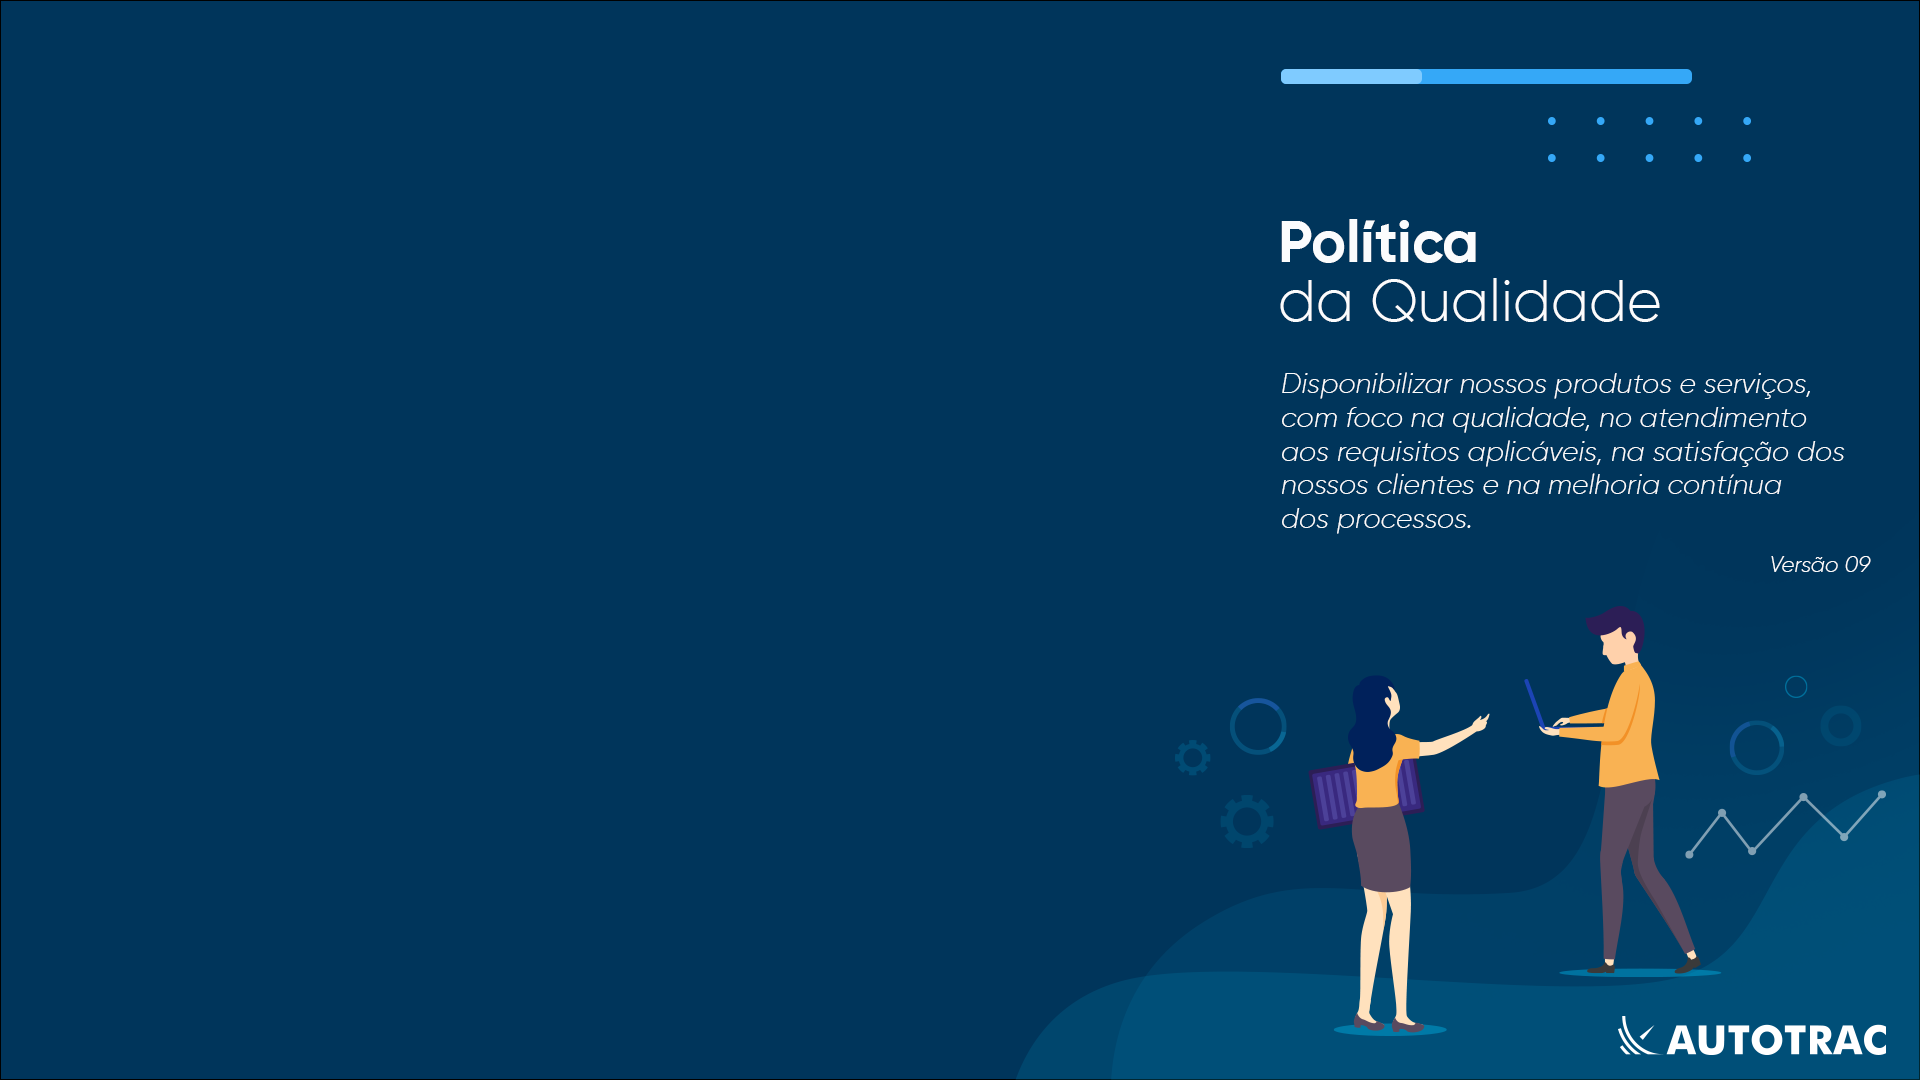 Política
da Qualidade
Disponibilizar nossos produtos e serviços,
com foco na qualidade, no atendimento
aos requisitos aplicáveis, na satisfação dos
nossos clientes e na melhoria contínua
dos processos.
Versão 09
AUTOTRAC